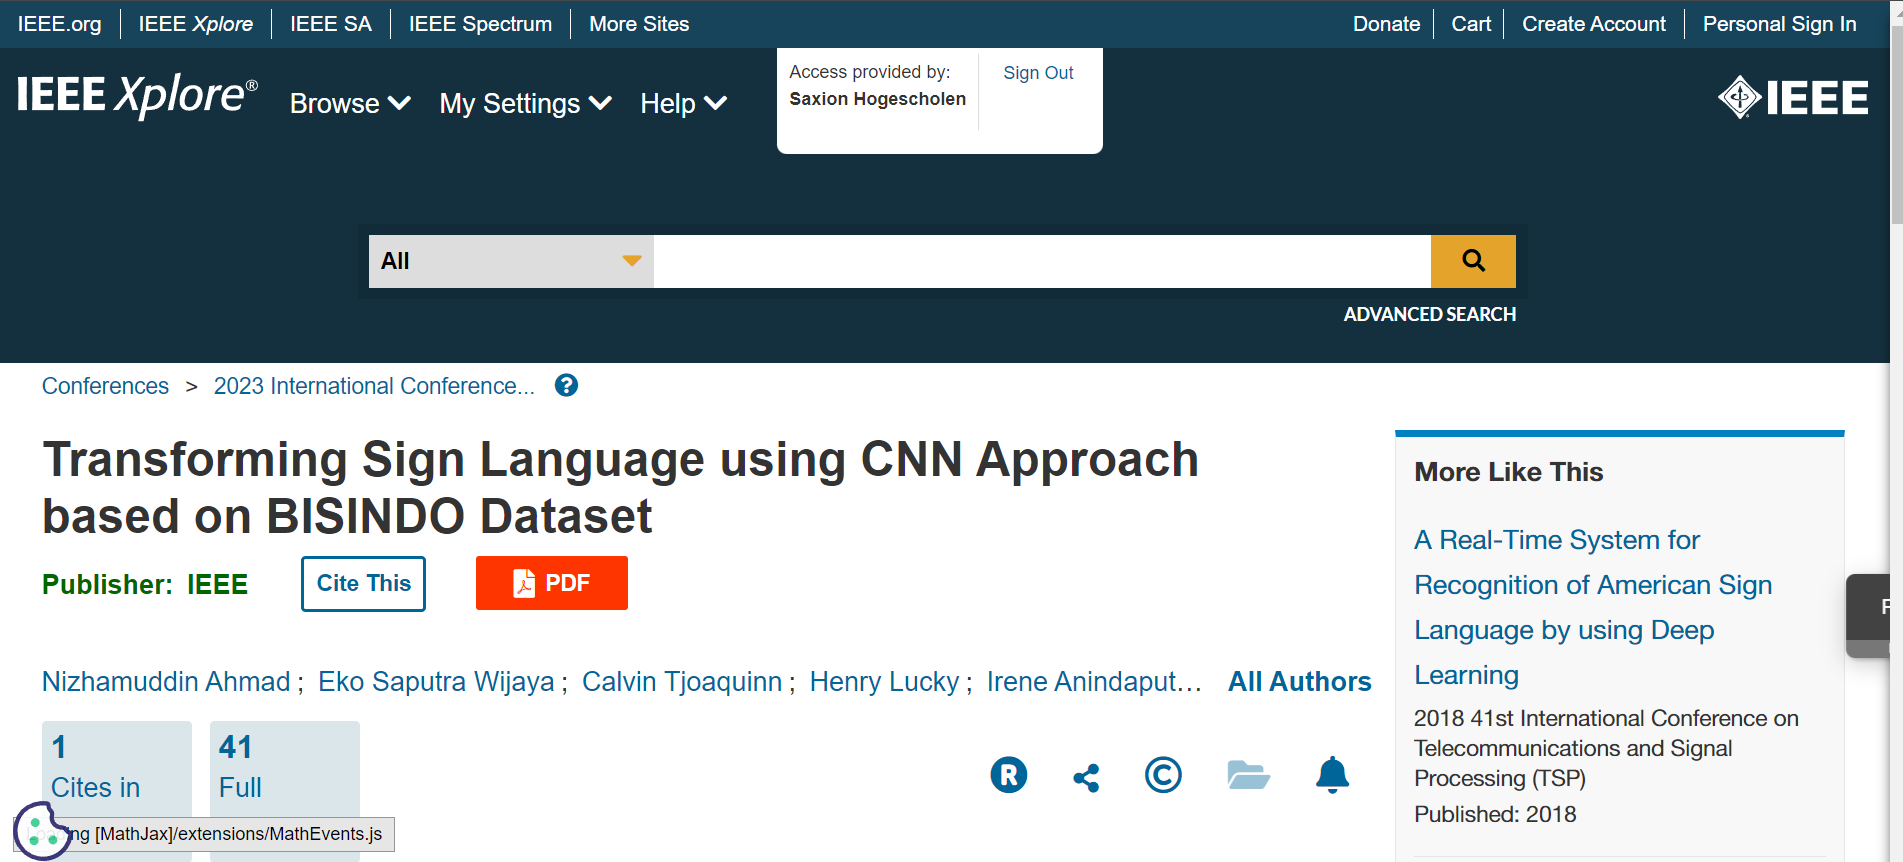 IEEE.org IEEE Xplore IEEE SA IEEE Spectrum More Sites Donate Cart Create Account Personal Sign In
IEEE Xplore® Browse My Settings Help
Access provided by: Sign Out
Saxion Hogescholen
IEEE
All
ADVANCED SEARCH
Conferences > 2023 International Conference... ?
Transforming Sign Language using CNN Approach
based on BISINDO Dataset
Publisher: IEEE Cite This PDF
Nizhamuddin Ahmad ; Eko Saputra Wijaya ; Calvin Tjoaquinn ; Henry Lucky ; Irene Anindaput... All Authors
1
Cites in
41
Full
R ©
Loading [MathJax]/extensions/MathEvents.js
More Like This
A Real-Time System for
Recognition of American Sign
Language by using Deep
Learning
2018 41st International Conference on
Telecommunications and Signal
Processing (TSP)
Published: 2018